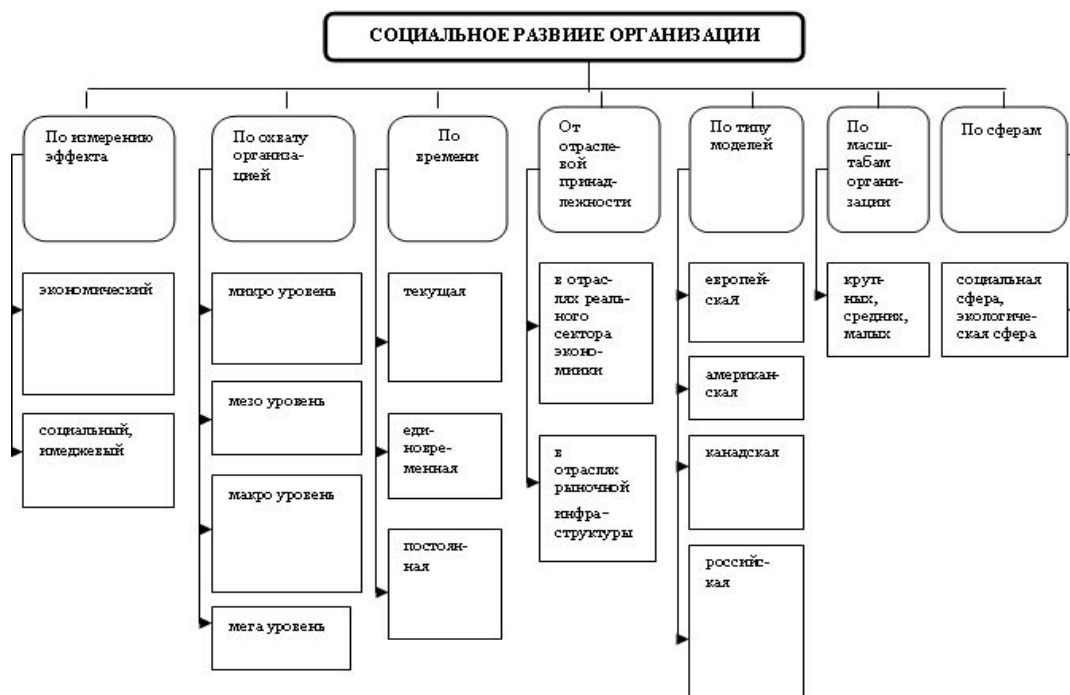 СОЦИАЛЬНОЕ РАЗВИИЕ ОРГАНИЗАЦИИ
По измерению
эффекта
экономический
социальный,
имеджевый
По охвату
организа-
цией
микро уровень
мезо уровень
макро уровень
мега уровень
По
времени
текущая
еди-
новре-
менная
постоян-
ная
От
отрасле-
вой
принад-
лежности
в отрас-
лях реаль-
ного
сектора
эконо-
миики
в
отраслях
рыночной
инфра-
структуры
По типу
моделей
европей-
скаЯ
американ-
ская
канадская
российс-
кая
По
масш-
табам
органи-
зации
круп-
ных,
средних,
малых
По сферам
социальная
сфера,
экологиче-
ская сфера